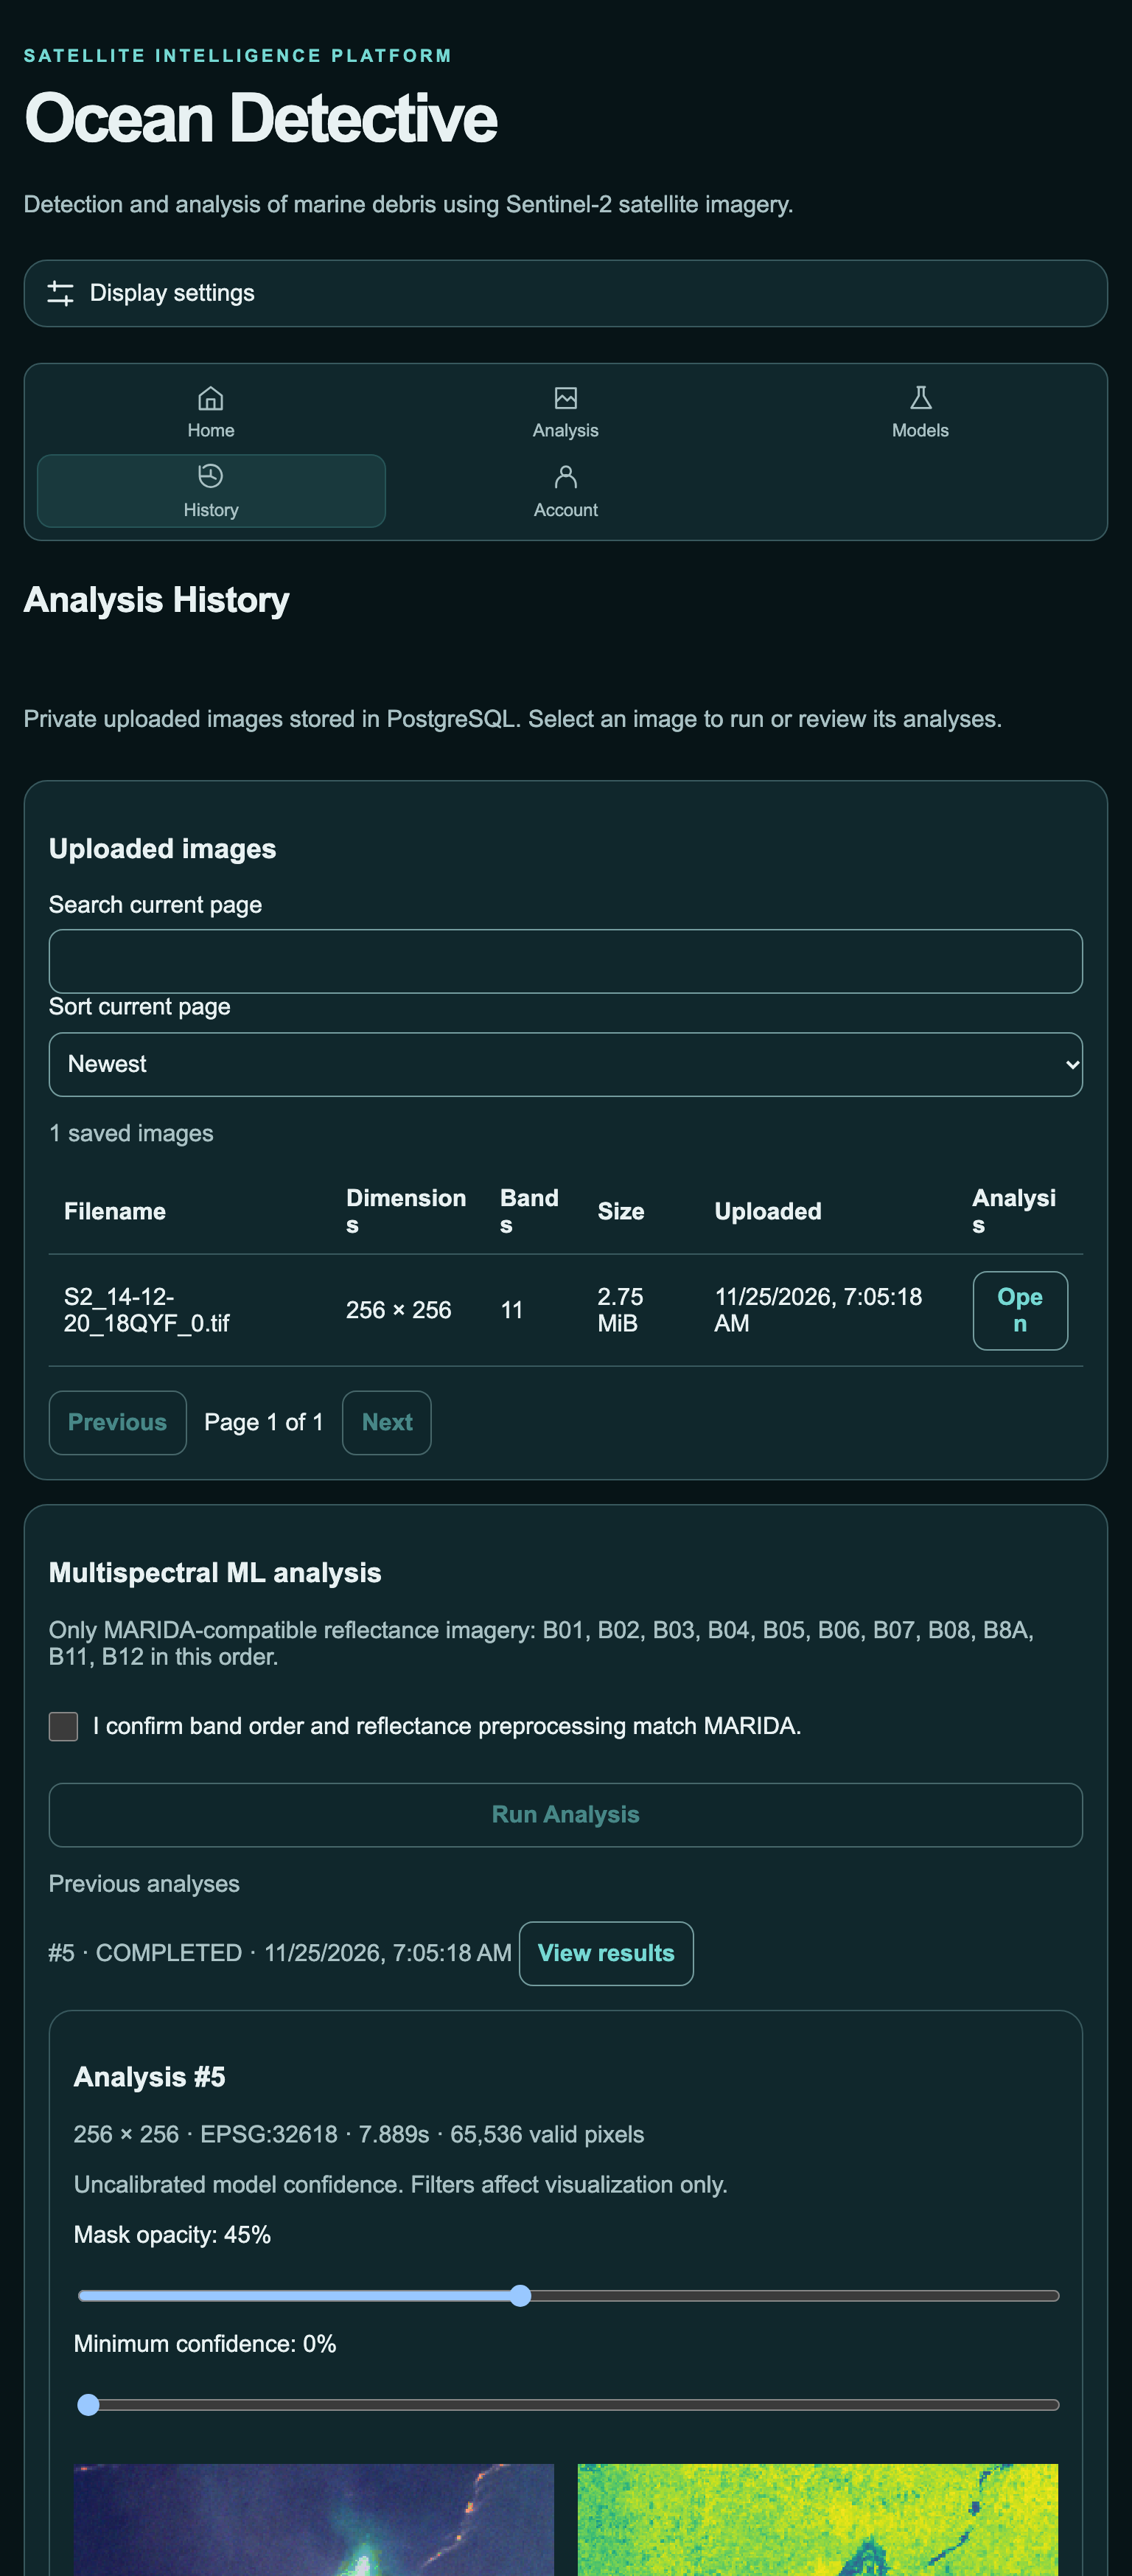 SATELLITE INTELLIGENCE PLATFORM
Ocean Detective
Detection and analysis of marine debris using Sentinel-2 satellite imagery.
Display settings
Home
Analysis
Models
History
Account
Analysis History
Private uploaded images stored in PostgreSQL. Select an image to run or review its analyses.
Uploaded images
Search current page
Sort current page
Newest
1 saved images
Filename
Dimension
s
Band
s
Size
Uploaded
Analysi
s
S2_14-12-
20_18QYF_0.tif
256 × 256
11
2.75
MiB
11/25/2026, 7:05:18
AM
Ope
n
Previous
Page 1 of 1
Next
Multispectral ML analysis
Only MARIDA-compatible reflectance imagery: B01, B02, B03, B04, B05, B06, B07, B08, B8A,
B11, B12 in this order.
I confirm band order and reflectance preprocessing match MARIDA.
Run Analysis
Previous analyses
#5 · COMPLETED · 11/25/2026, 7:05:18 AM
View results
Analysis #5
256 × 256 · EPSG:32618 · 7.889s · 65,536 valid pixels
Uncalibrated model confidence. Filters affect visualization only.
Mask opacity: 45%
Minimum confidence: 0%